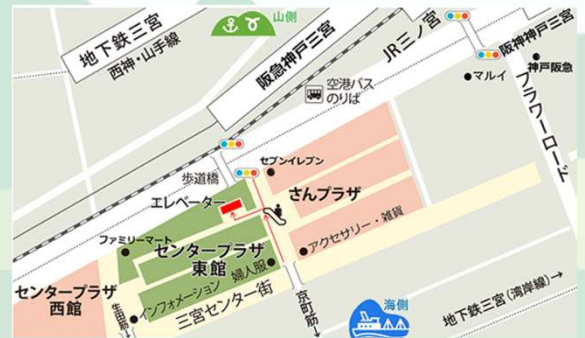 山側
地下鉄三宮
西神・山手線
阪急神戸三宮
JR三ノ宮
阪神神戸三宮
神戸阪急
マルイ
フラワーロード
空港バス
のりば
セブンイレブン
歩道橋
エレベーター
さんプラザ
ファミリーマート
センタープラザ
東館
アクセサリー・雑貨
婦人服
センタープラザ
西館
インフォメーション
生田筋
三宮センター街
京町筋
海側
地下鉄三宮(湾岸線)→